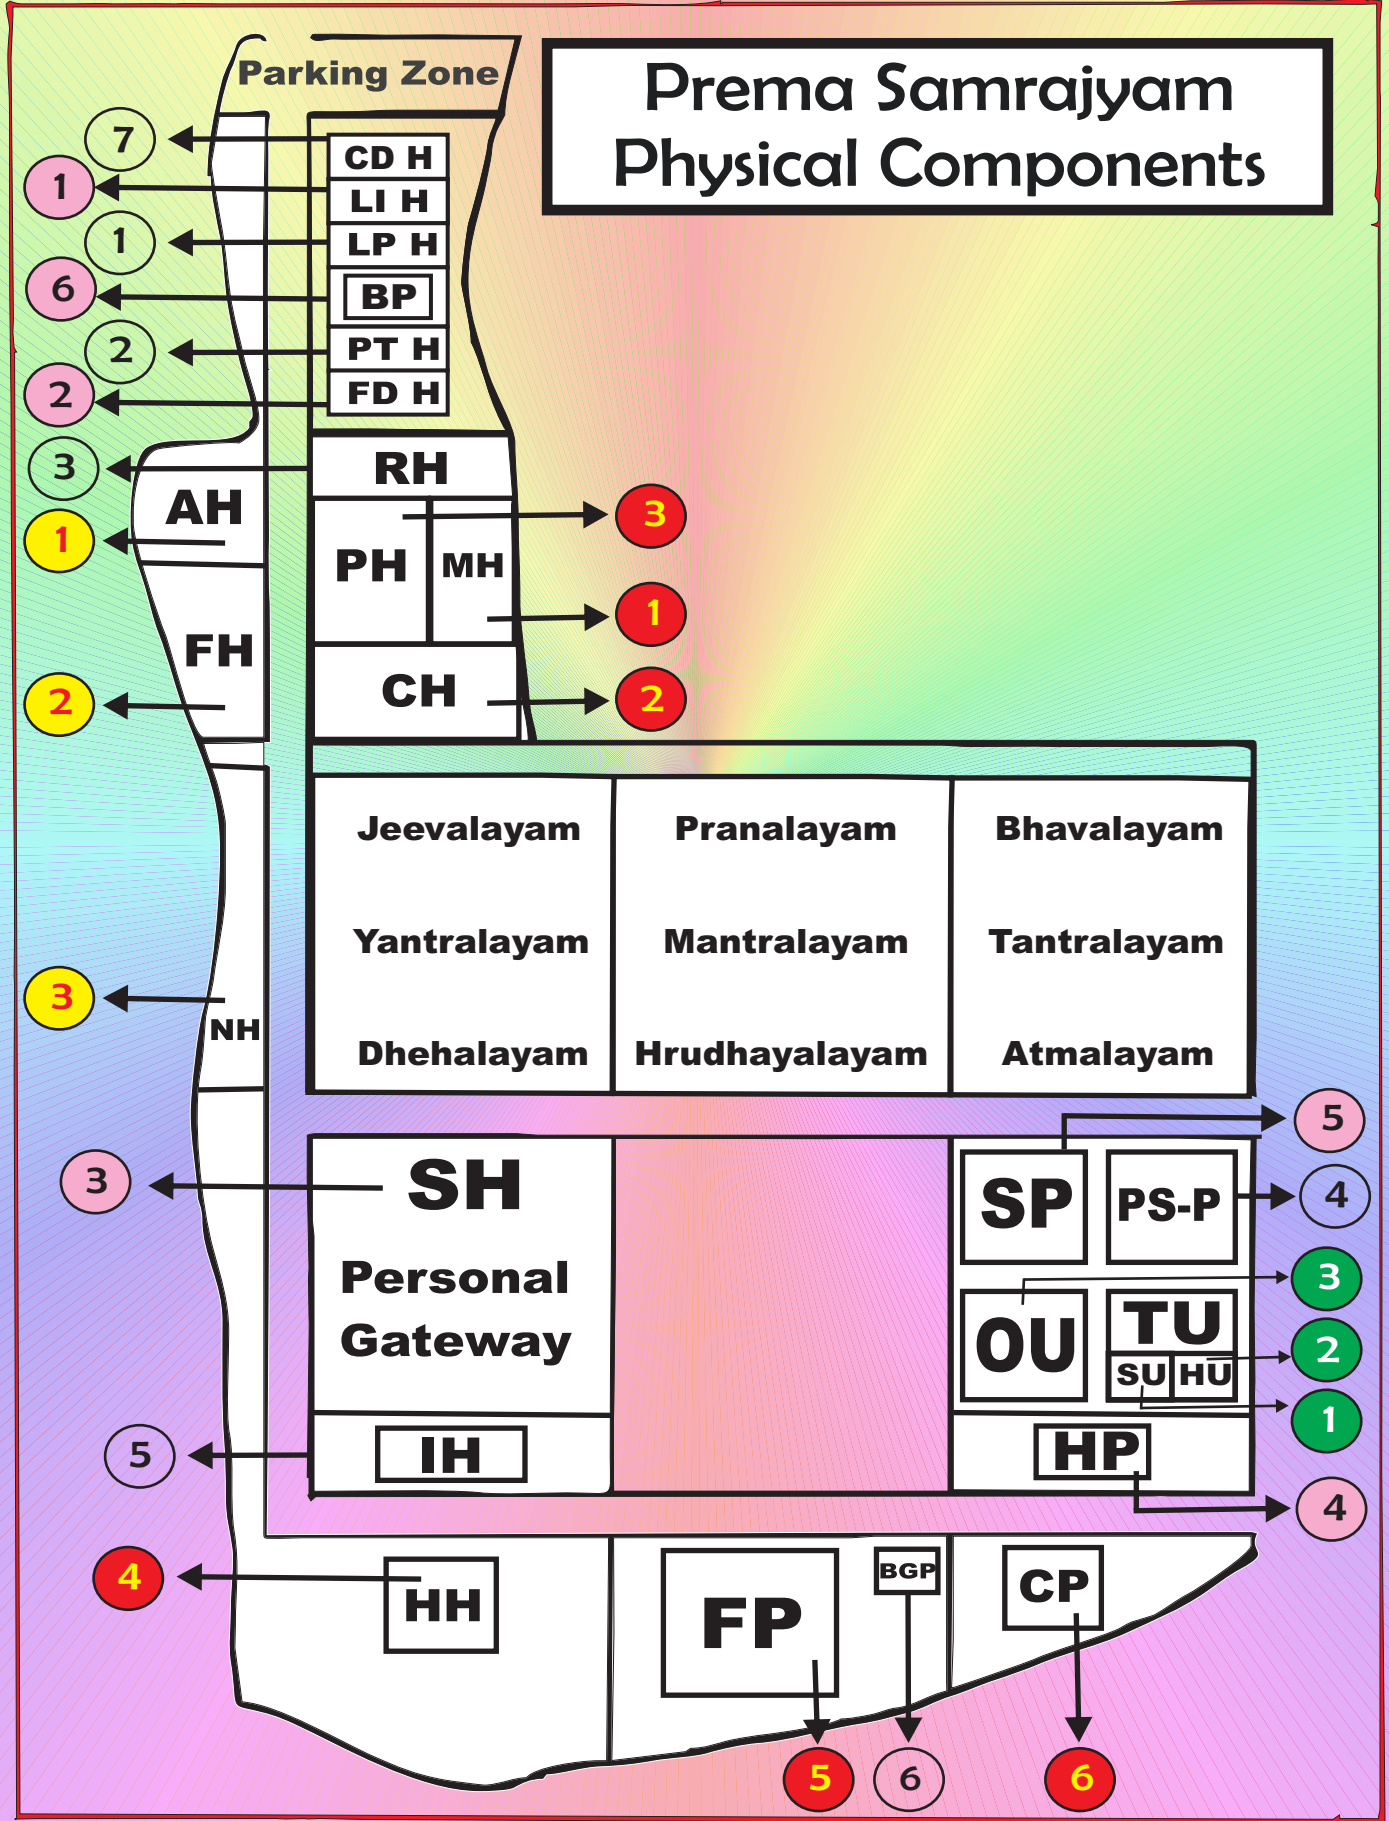 Prema Samrajyam
Physical Components
Parking Zone
7
CD H
1
LI H
1
LP H
6
BP
2
PT H
2
FD H
3
RH
AH
3
1
PH
MH
1
FH
2
CH
2
Jeevalayam
Pranalayam
Bhavalayam
Yantralayam
Mantralayam
Tantralayam
3
NH
Dhehalayam
Hrudhayalayam
Atmalayam
5
3
SH
SP
PS-P
4
Personal
Gateway
3
OU
TU
2
SU
HU
1
5
IH
HP
4
4
HH
FP
BGP
CP
5
6
6